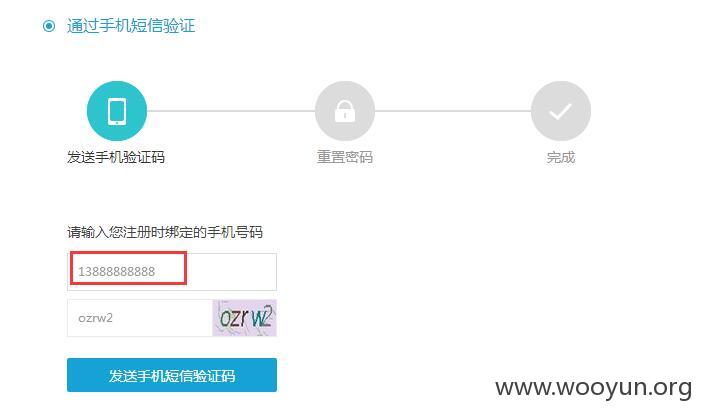 通过手机短信验证
发送手机验证码
重置密码
完成
请输入您注册时绑定的手机号码
13888888888
ozrw2
ozrw2
发送手机短信验证码
www.wooyun.org